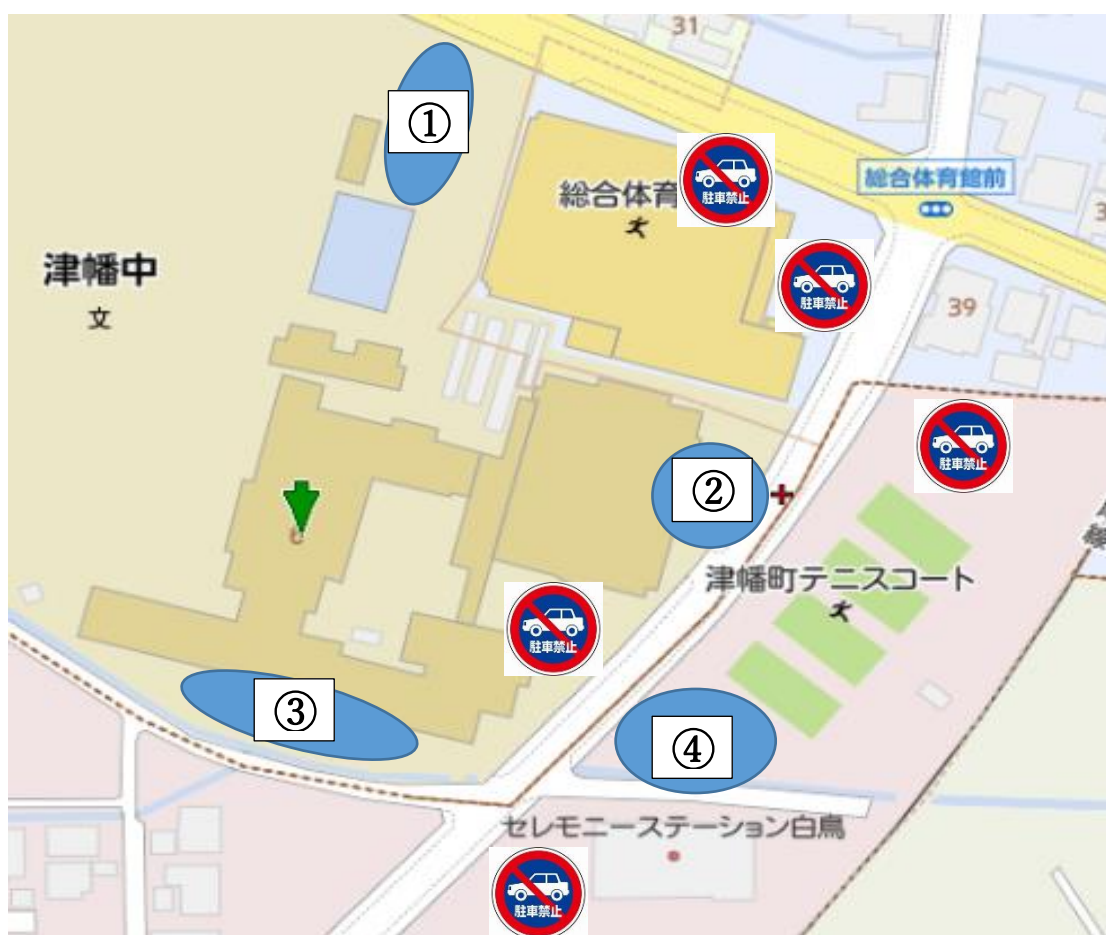 31
①
駐車禁止
総合体育
総合体育館前
津幡中
文
駐車禁止
39
駐車禁止
②
津幡町テニスコート
駐車禁止
③
④
セレモニーステーション白鳥
駐車禁止